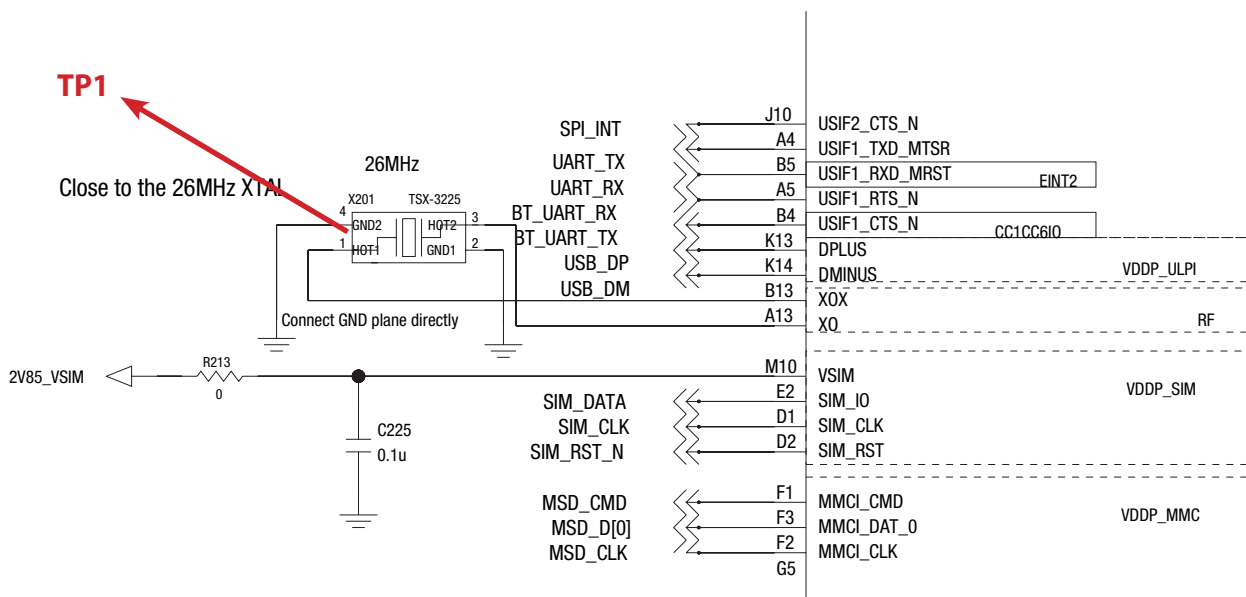 TP1
Close to the 26MHz XTAL
26MHz
X201 TSX-3225
4 GND2 HOT2 3
1 HOT1 GND1 2
Connect GND plane directly
SPI_INT
UART_TX
UART_RX
BT_UART_RX
BT_UART_TX
USB_DP
USB_DM
J10 USIF2_CTS_N
A4 USIF1_TXD_MTSR
B5 USIF1_RXD_MRST EINT2
A5 USIF1_RTS_N
B4 USIF1_CTS_N CC1CC6IO
K13 DPLUS
K14 DMINUS VDDP_ULPI
B13 XOX
A13 XO RF
2V85_VSIM R213 0
M10 VSIM
C225
0.1u
SIM_DATA E2 SIM_IO VDDP_SIM
SIM_CLK D1 SIM_CLK
SIM_RST_N D2 SIM_RST
MSD_CMD F1 MMCI_CMD
MSD_D[0] F3 MMCI_DAT_0 VDDP_MMC
MSD_CLK F2 MMCI_CLK
G5